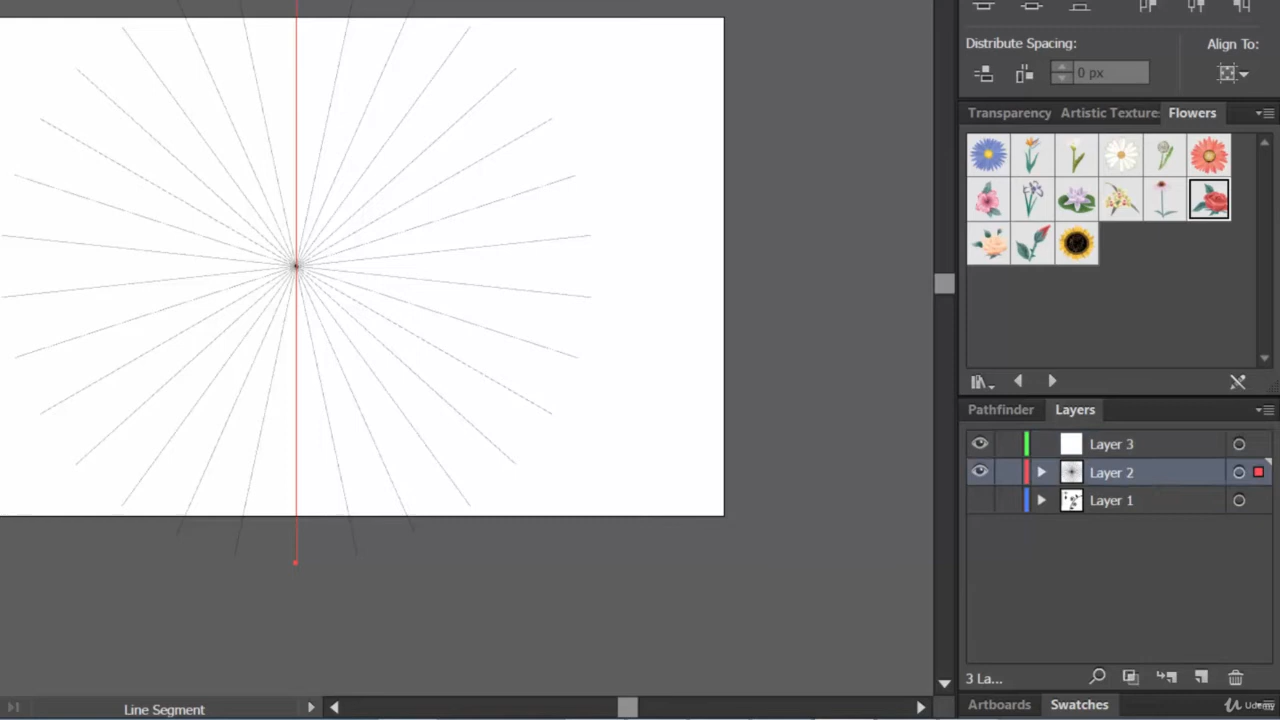 Distribute Spacing:
Align To:
0 px
Transparency
Artistic Texture
Flowers
Pathfinder
Layers
Layer 3
Layer 2
Layer 1
3 La...
Artboards
Swatches
Udemy
Line Segment